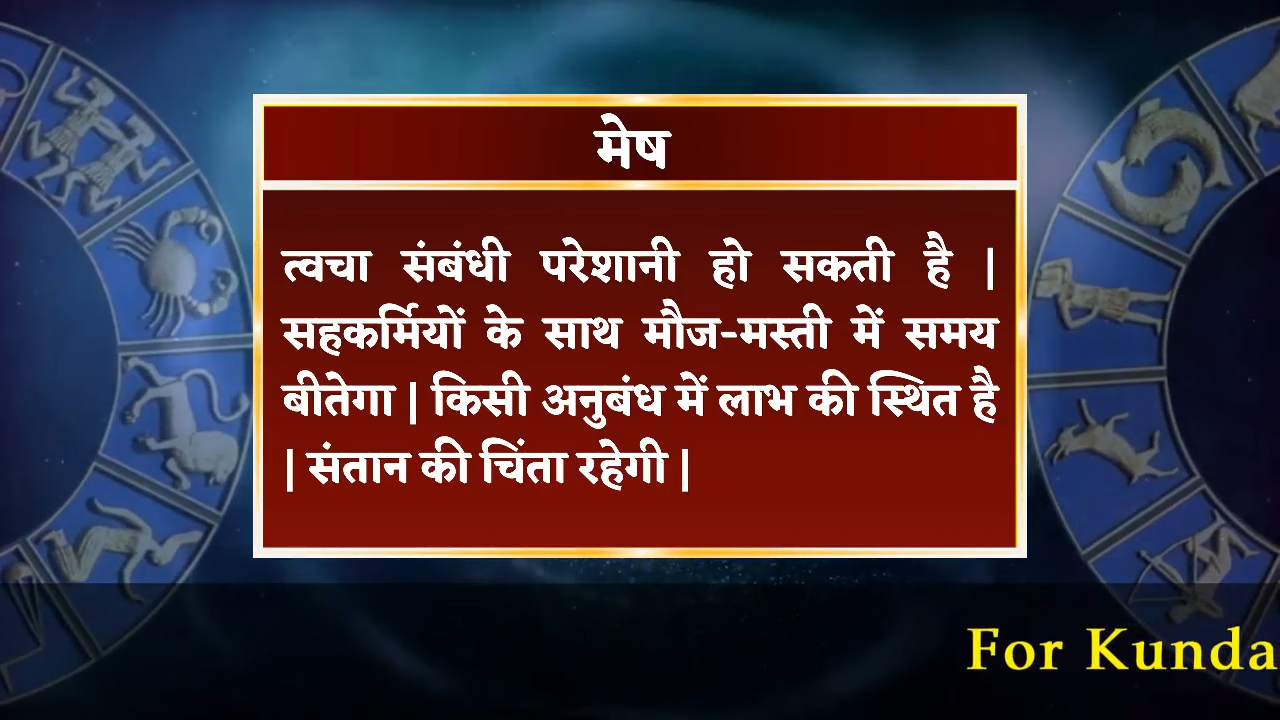 मेष
त्वचा संबंधी परेशानी हो सकती है |
सहकर्मियों के साथ मौज-मस्ती में समय
बीतेगा | किसी अनुबंध में लाभ की स्थित है
| संतान की चिंता रहेगी |
For Kunda